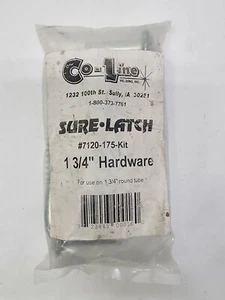 Co-Line
1232 100th St., Sully, IA 50251
1-800-373-7761
SURE-LATCH
#7120-175-Kit
1 3/4" Hardware
For use on 1 3/4" round tube